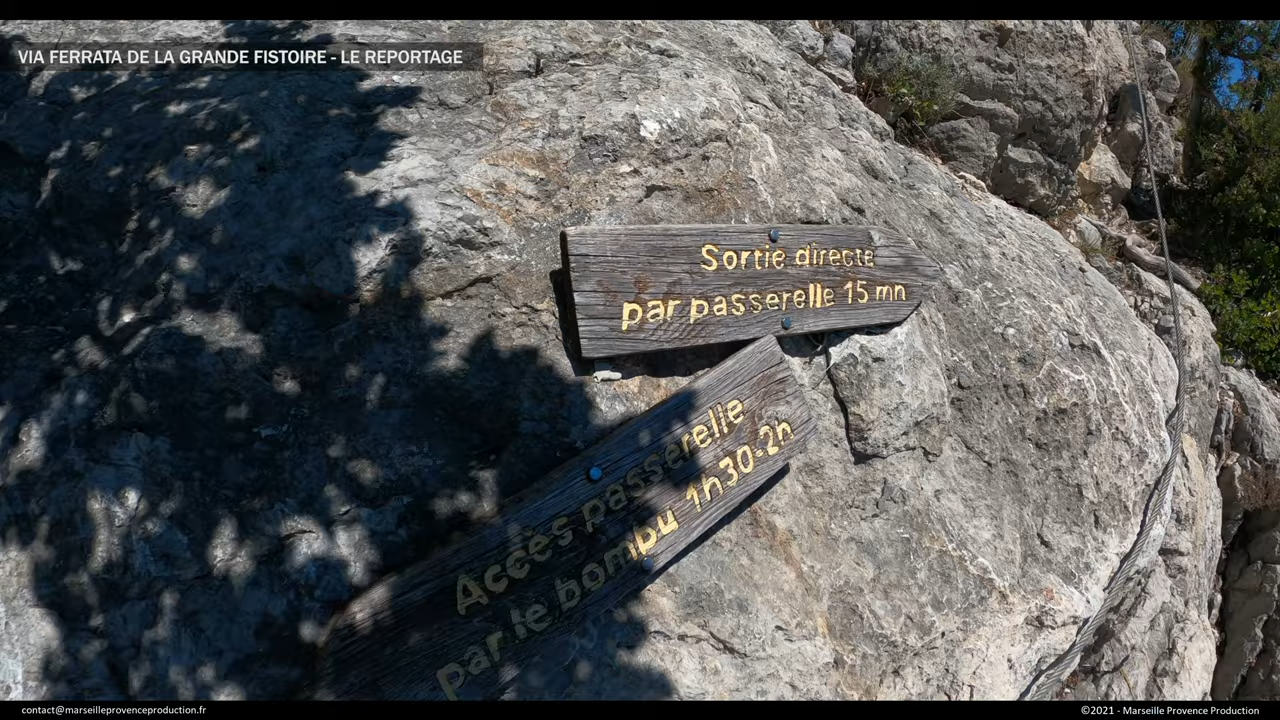 VIA FERRATA DE LA GRANDE FISTOIRE - LE REPORTAGE
Sortie directe
par passerelle 15 mn
Accès passerelle
par le bombu 1h30-2h
contact@marseilleprovenceproduction.fr
©2021 - Marseille Provence Production